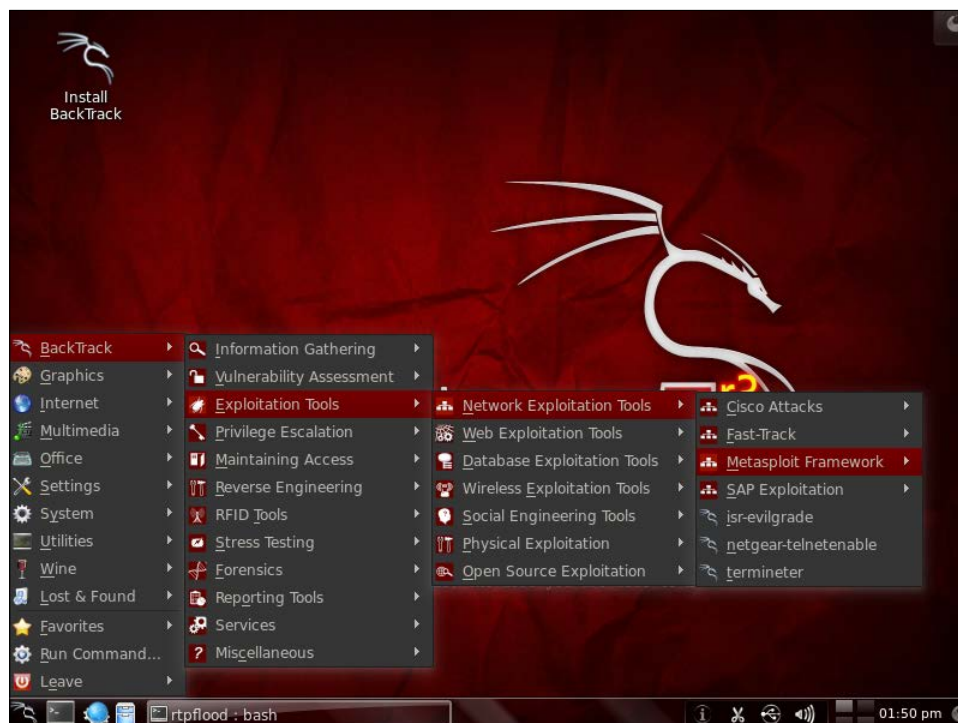 Install
BackTrack
BackTrack
Graphics
Internet
Multimedia
Office
Settings
System
Utilities
Wine
Lost & Found
Favorites
Run Command...
Leave
Information Gathering
Vulnerability Assessment
Exploitation Tools
Privilege Escalation
Maintaining Access
Reverse Engineering
RFID Tools
Stress Testing
Forensics
Reporting Tools
Services
Miscellaneous
Network Exploitation Tools
Web Exploitation Tools
Database Exploitation Tools
Wireless Exploitation Tools
Social Engineering Tools
Physical Exploitation
Open Source Exploitation
r3
Cisco Attacks
Fast-Track
Metasploit Framework
SAP Exploitation
isr-evilgrade
netgear-telnetenable
termineter
rtpflood : bash
01:50 pm